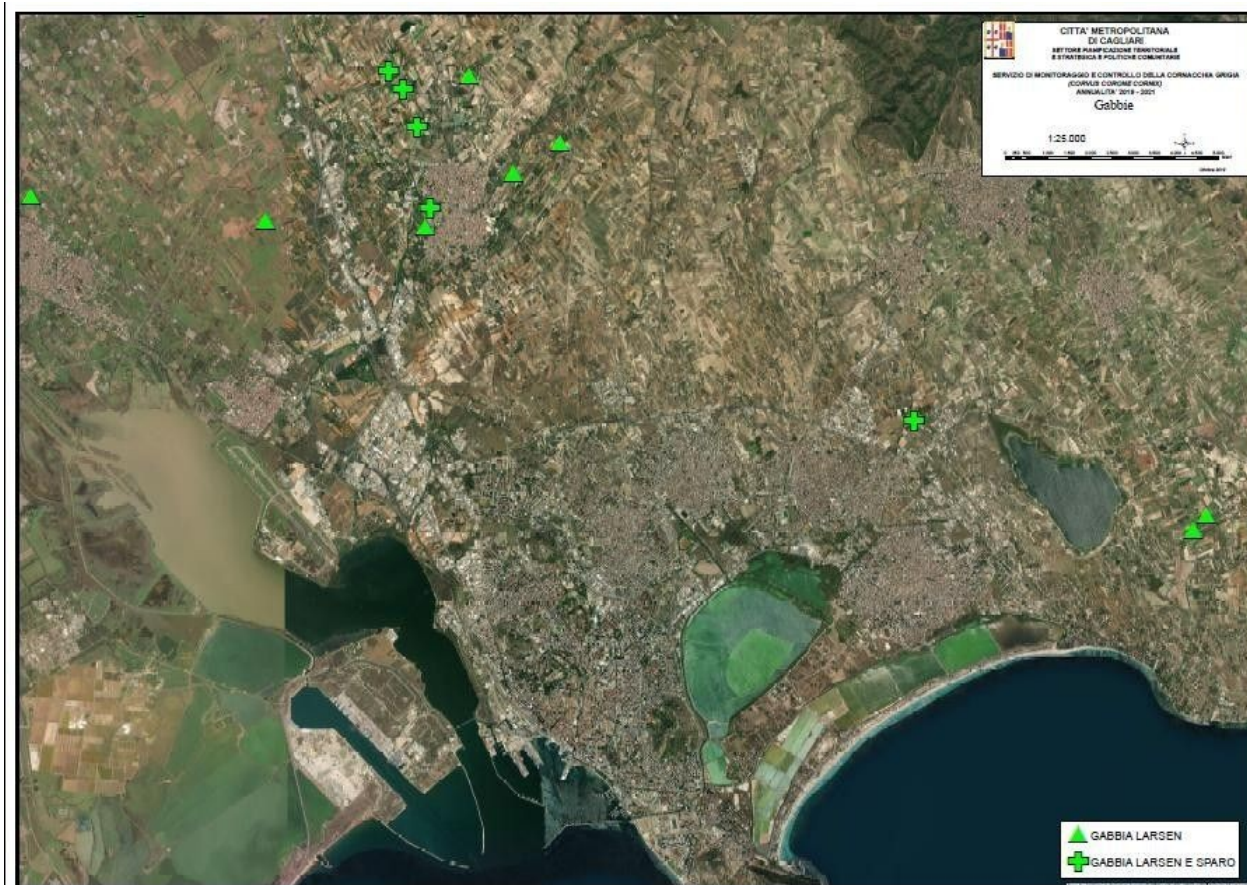 CITTA' METROPOLITANA
DI CAGLIARI
SETTORE PIANIFICAZIONE TERRITORIALE
E STRATEGICA E POLITICHE COMUNITARIE
SERVIZIO DI MONITORAGGIO E CONTROLLO DELLA CORNACCHIA GRIGIA
(CORVUS CORONE CORNIX)
ANNUALITA' 2019 - 2021
Gabbie
1:25.000
GABBIA LARSEN
GABBIA LARSEN E SPARO